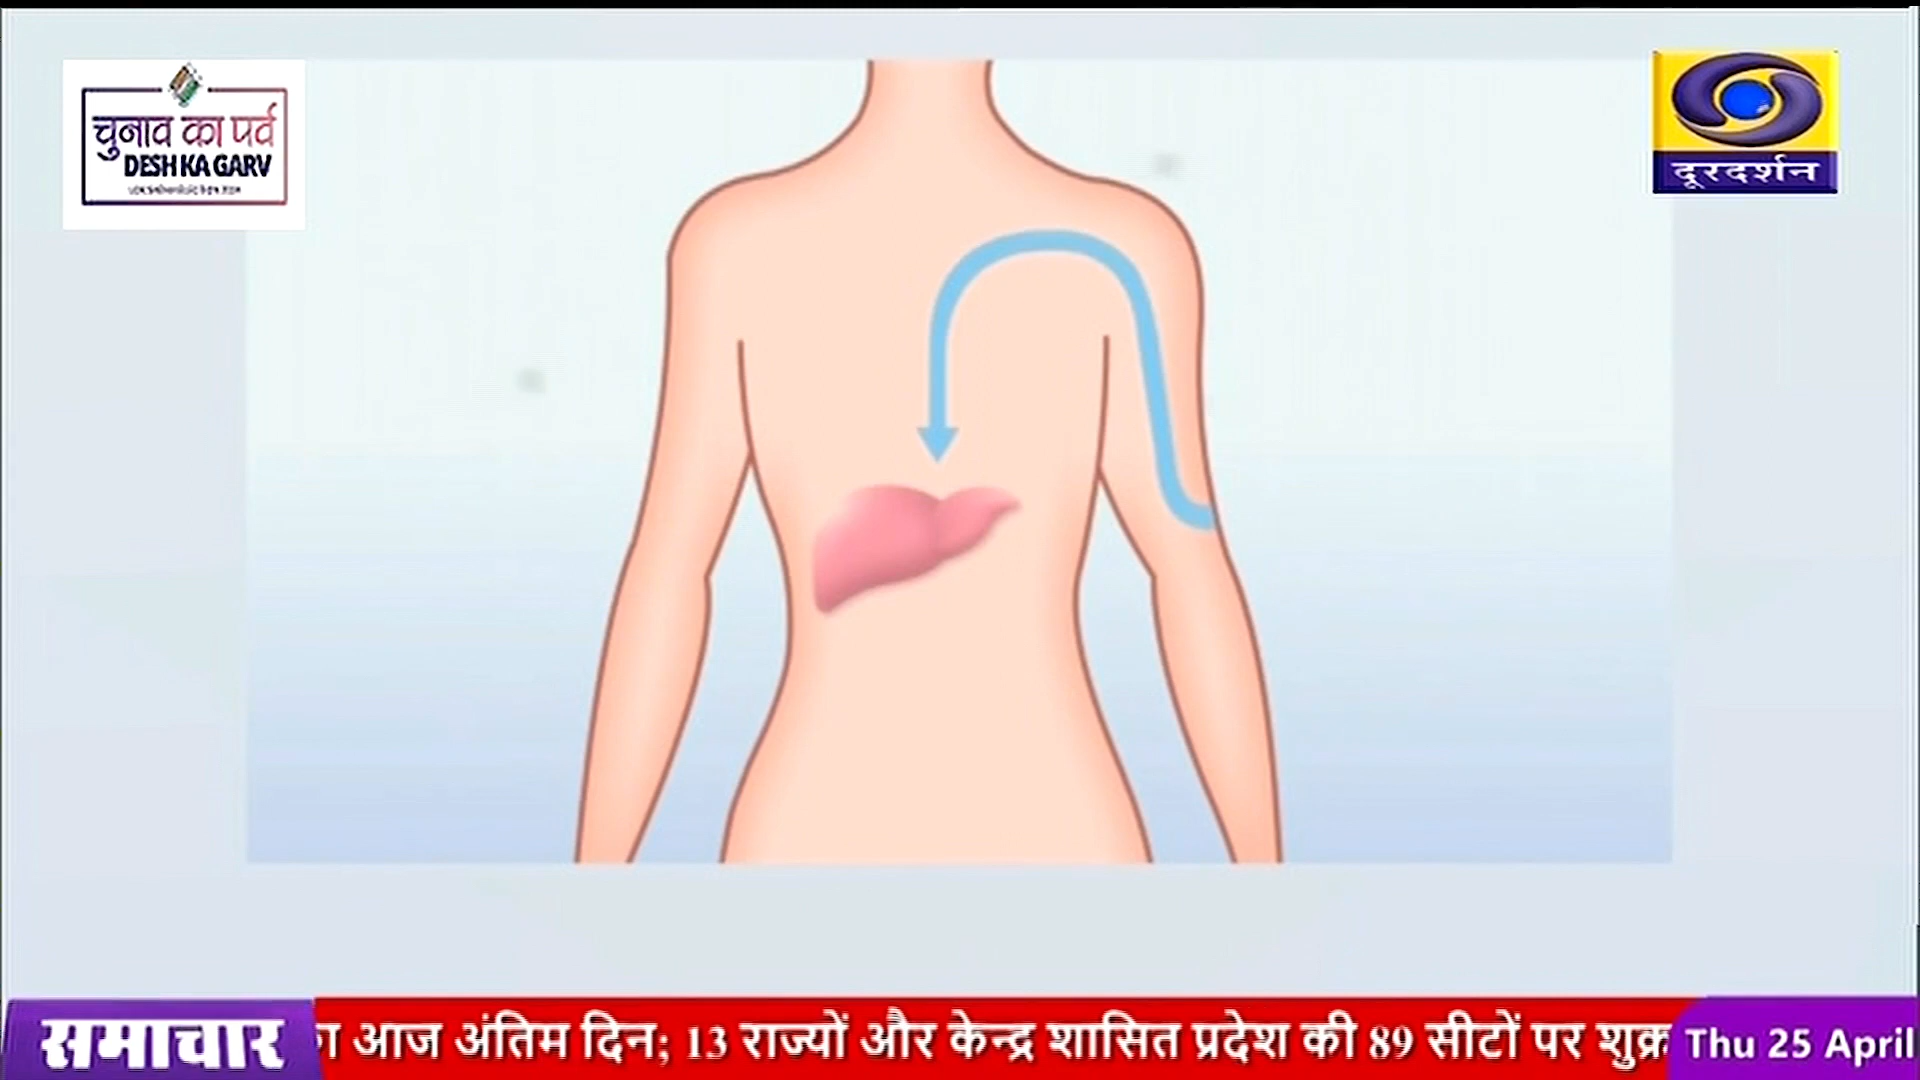 चुनाव का पर्व
DESH KA GARV
दूरदर्शन
समाचार
ा आज अंतिम दिन; 13 राज्यों और केन्द्र शासित प्रदेश की 89 सीटों पर शुक्र
Thu 25 April